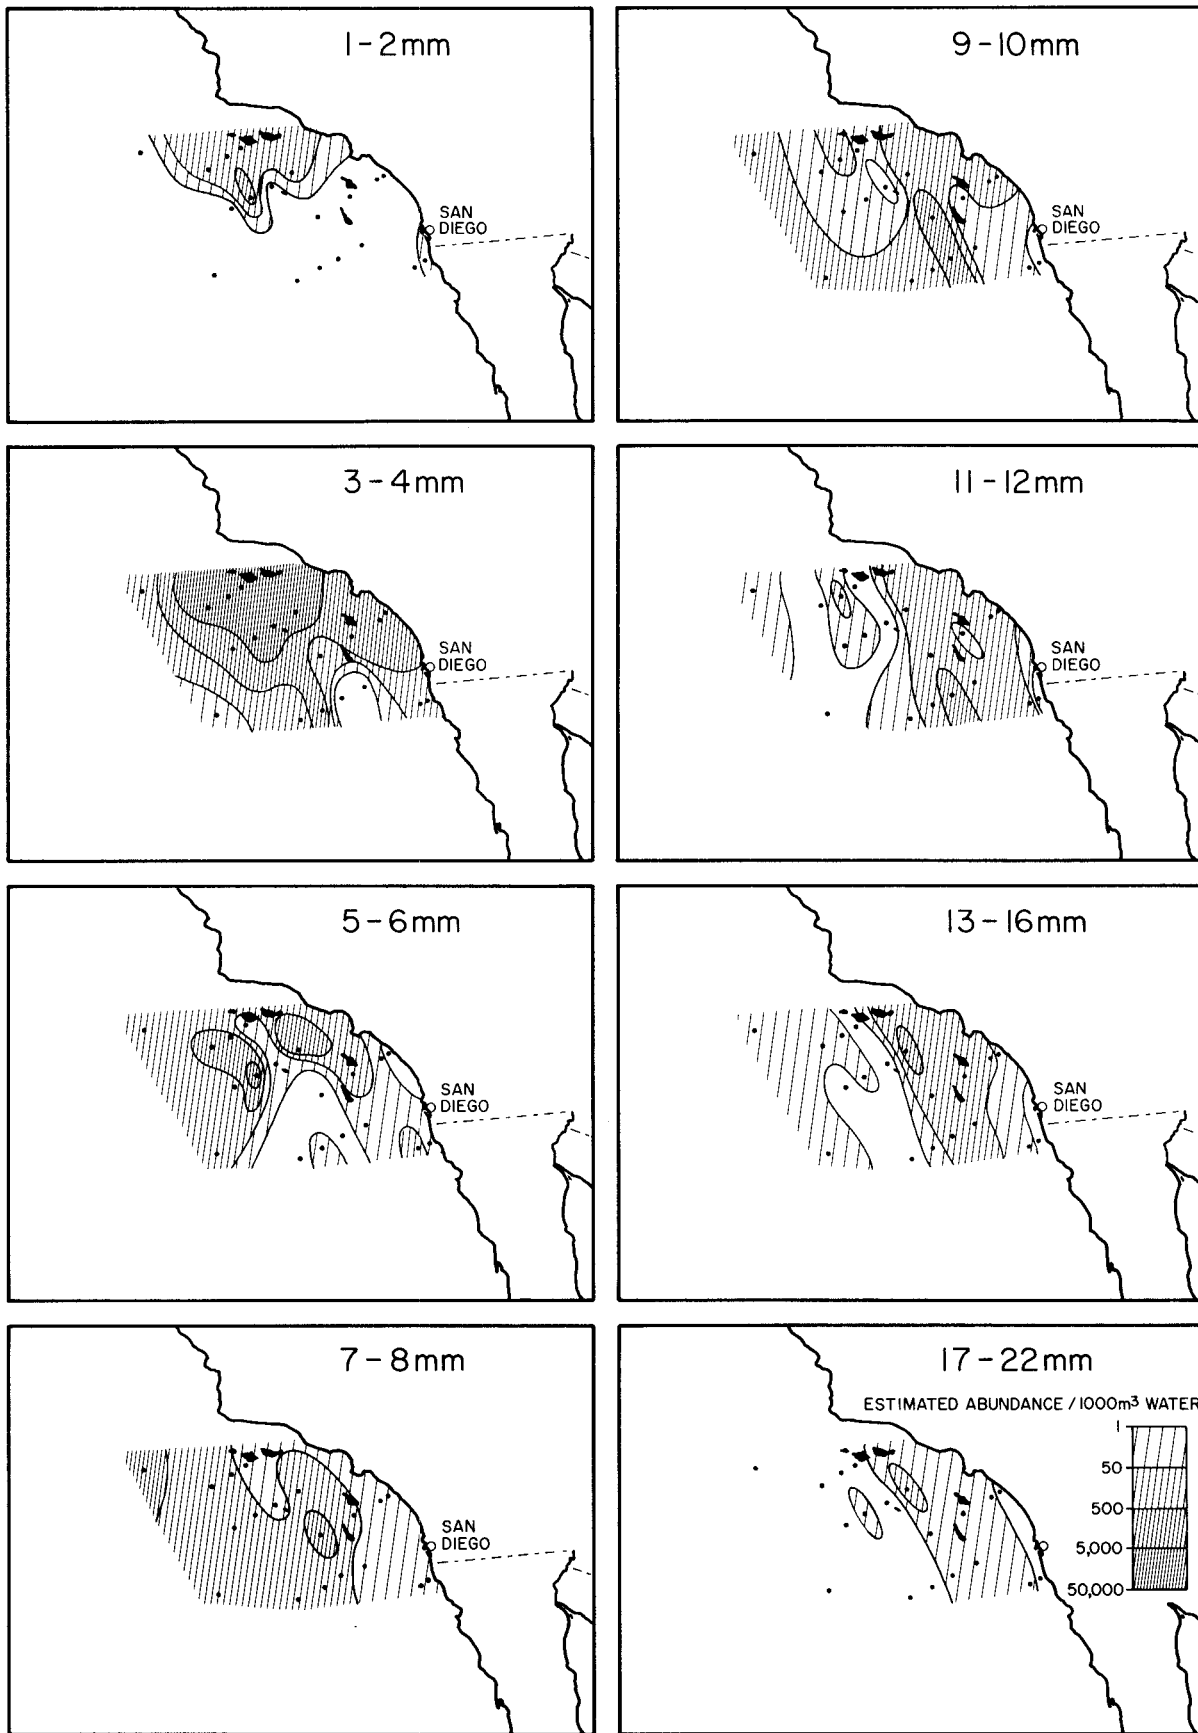 1-2mm
SAN
DIEGO
9-10mm
SAN
DIEGO
3-4mm
SAN
DIEGO
11-12mm
SAN
DIEGO
5-6mm
SAN
DIEGO
13-16mm
SAN
DIEGO
7-8mm
SAN
DIEGO
17-22mm
ESTIMATED ABUNDANCE / 1000m³ WATER
1
50
500
5,000
50,000